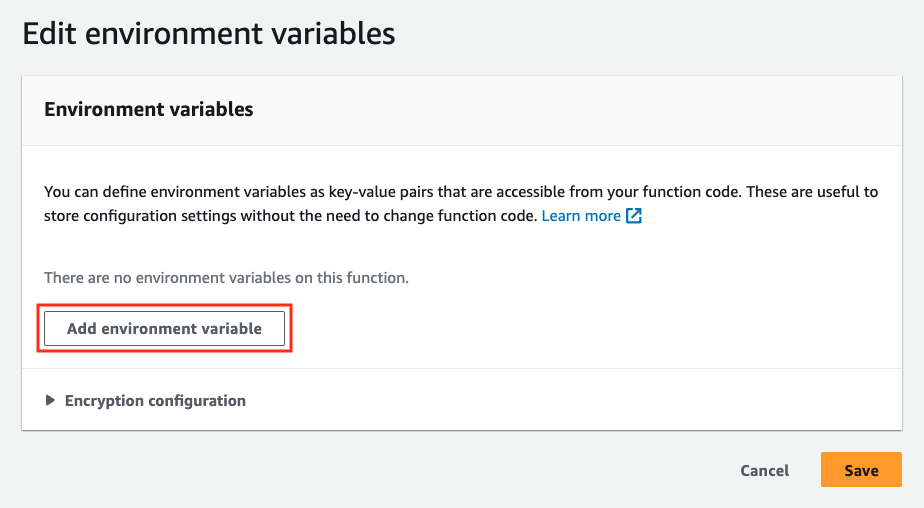 Edit environment variables
Environment variables
You can define environment variables as key-value pairs that are accessible from your function code. These are useful to
store configuration settings without the need to change function code. Learn more
There are no environment variables on this function.
Add environment variable
Encryption configuration
Cancel Save